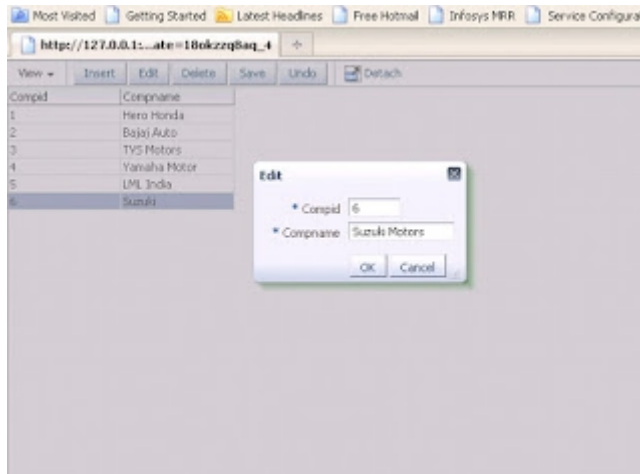 Most Visited Getting Started Latest Headlines Free Hotmail Infosys MRR Service Configura
http://127.0.0.1:...ate=18okzzq8aq_4
View Insert Edit Delete Save Undo Detach
Compid Compname
1 Hero Honda
2 Bajaj Auto
3 TVS Motors
4 Yamaha Motor
5 LML India
6 Suzuki
Edit
* Compid 6
* Compname Suzuki Motors
OK Cancel